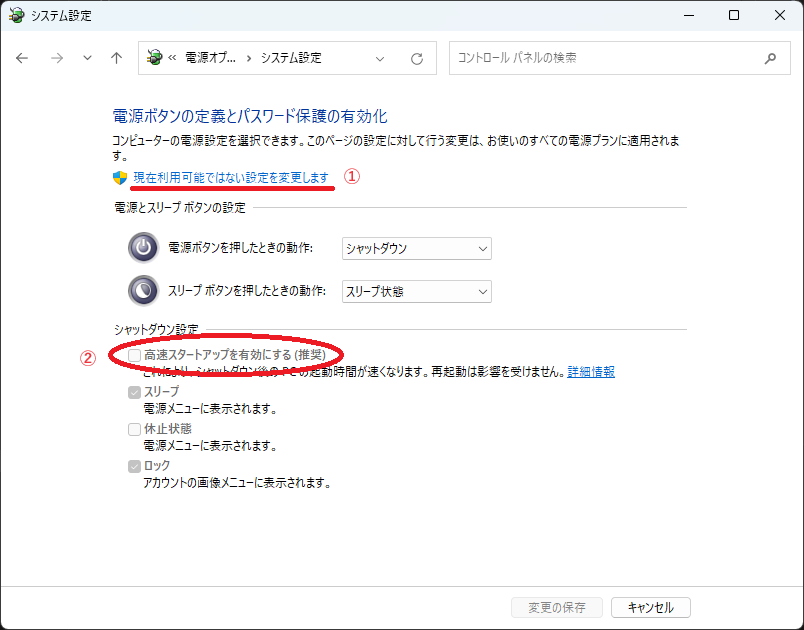 システム設定
« 電源オプ... › システム設定
コントロール パネルの検索
電源ボタンの定義とパスワード保護の有効化
コンピューターの電源設定を選択できます。このページの設定に対して行う変更は、お使いのすべての電源プランに適用されま
す。
現在利用可能ではない設定を変更します ①
電源とスリープ ボタンの設定
電源ボタンを押したときの動作: シャットダウン
スリープ ボタンを押したときの動作: スリープ状態
シャットダウン設定
② 高速スタートアップを有効にする (推奨)
これにより、シャットダウン後の PC の起動時間が速くなります。再起動は影響を受けません。詳細情報
スリープ
電源メニューに表示されます。
休止状態
電源メニューに表示されます。
ロック
アカウントの画像メニューに表示されます。
変更の保存 キャンセル